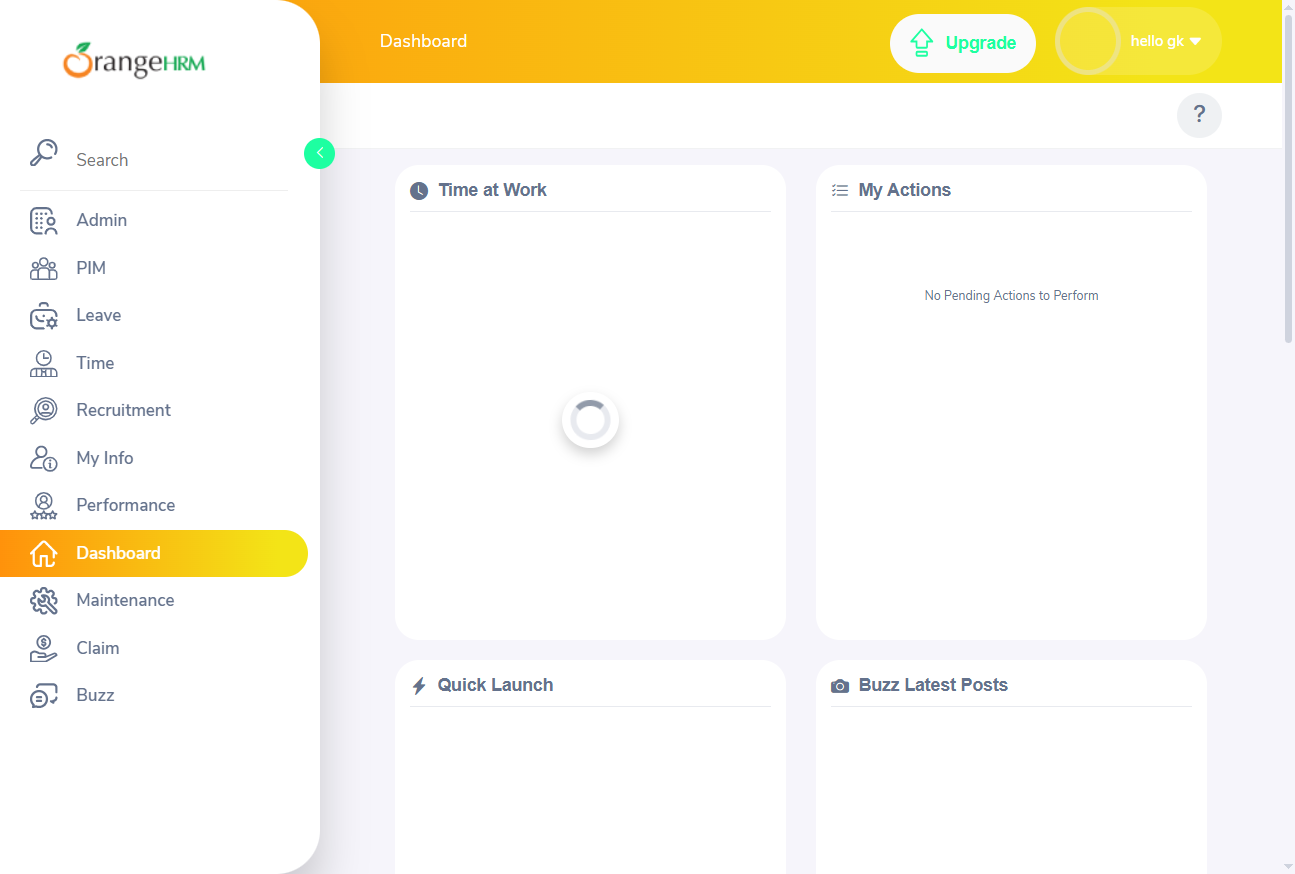 OrangeHRM
Dashboard
Upgrade
hello gk
?
Search
Admin
PIM
Leave
Time
Recruitment
My Info
Performance
Dashboard
Maintenance
Claim
Buzz
Time at Work
My Actions
No Pending Actions to Perform
Quick Launch
Buzz Latest Posts